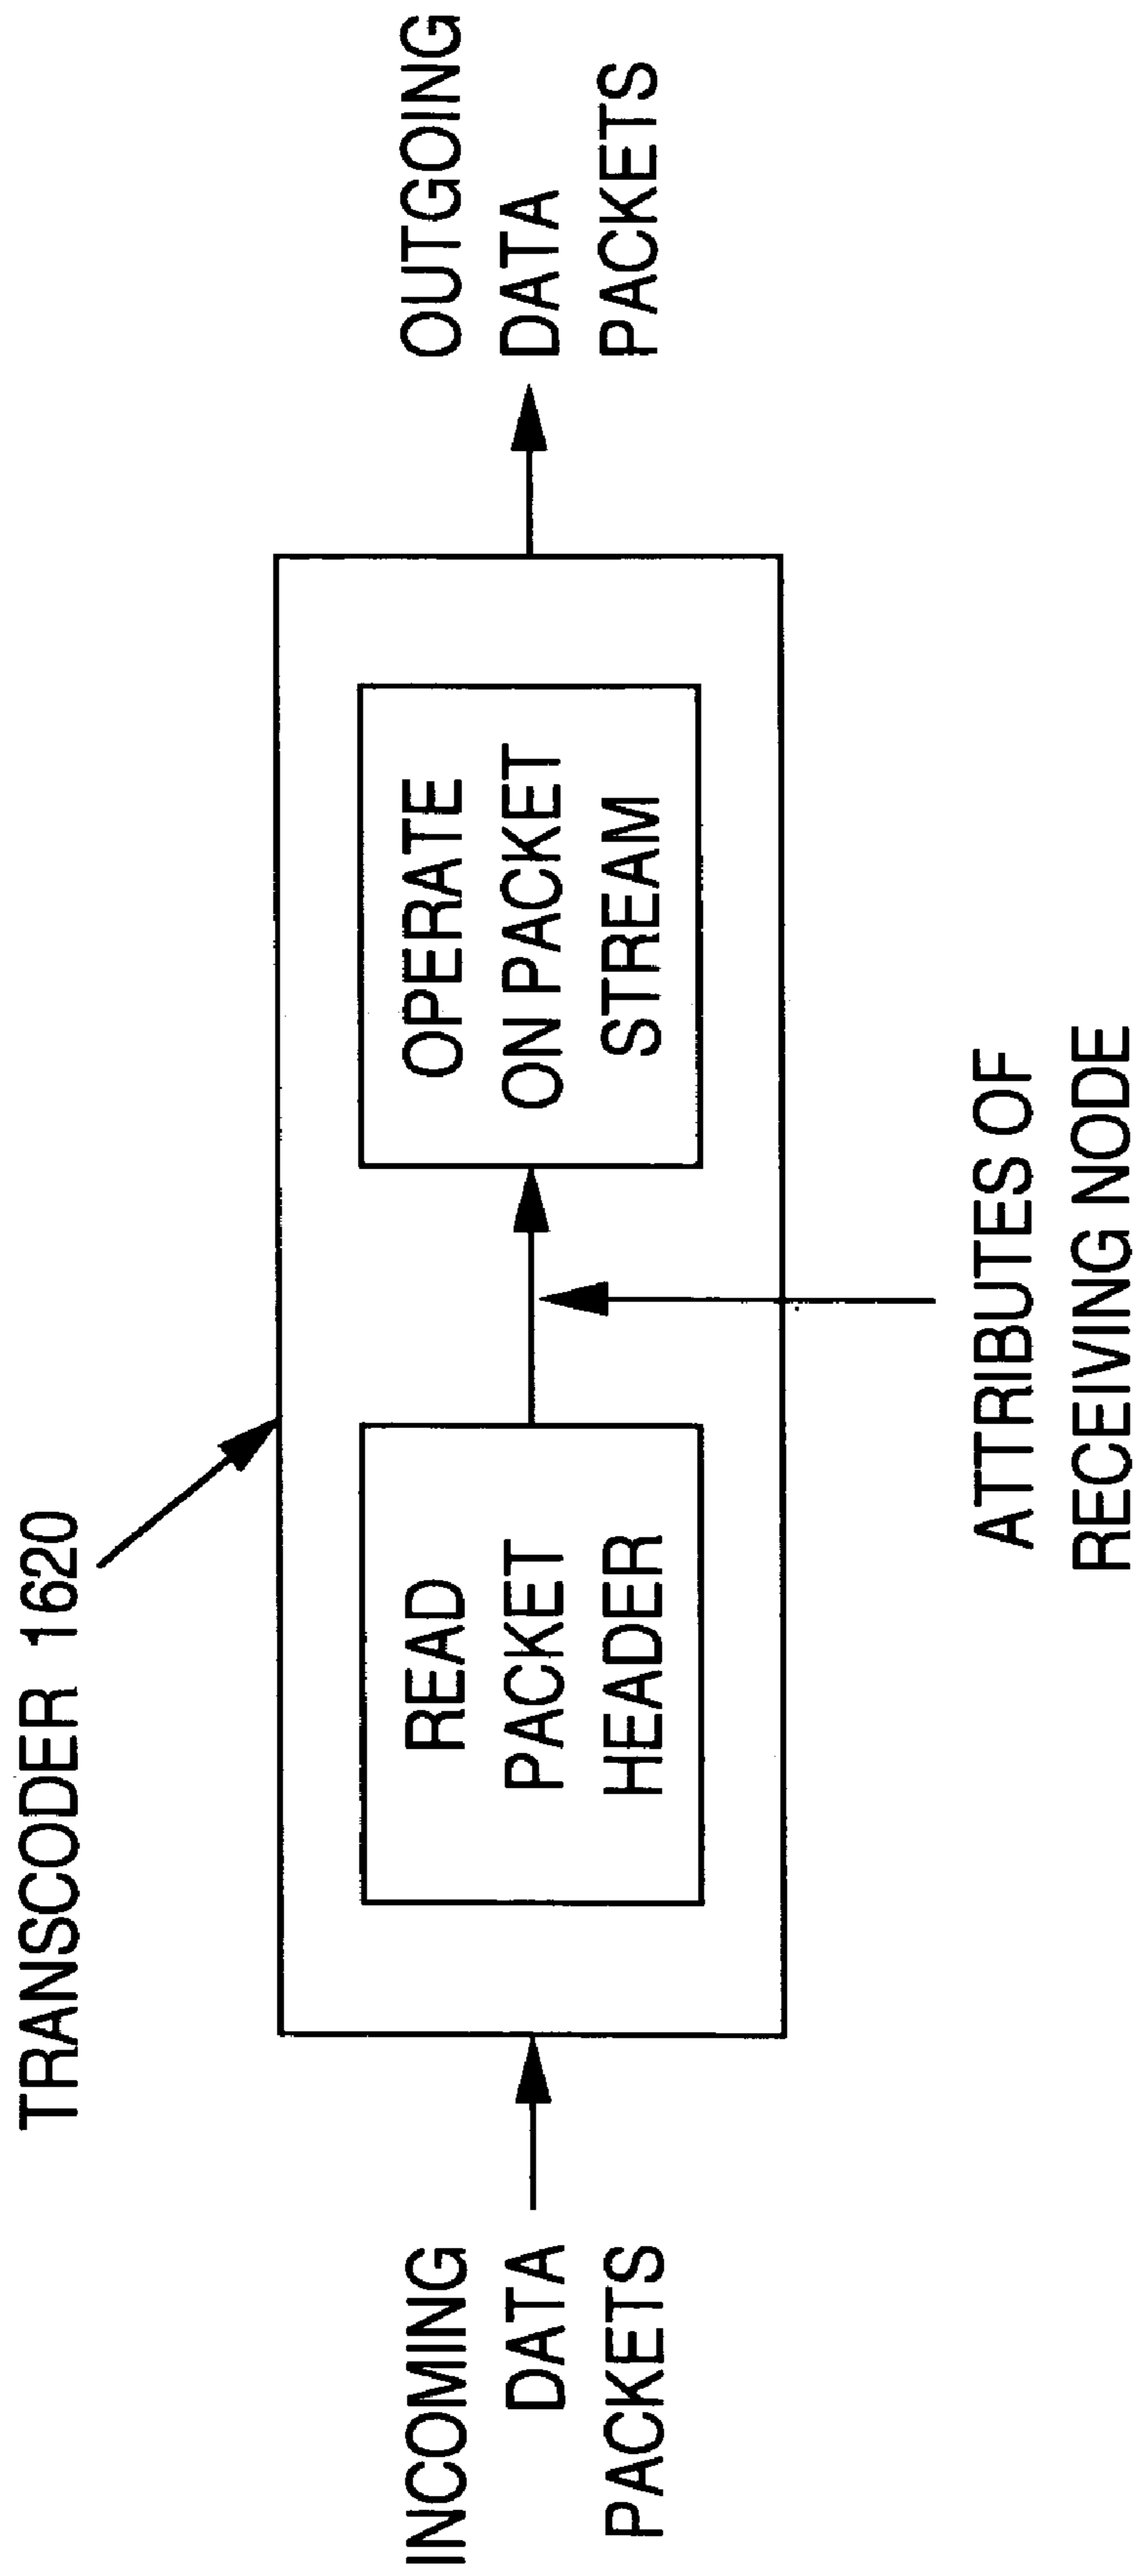 TRANSCODER 1620
INCOMING
DATA
PACKETS
READ
PACKET
HEADER
OPERATE
ON PACKET
STREAM
OUTGOING
DATA
PACKETS
ATTRIBUTES OF
RECEIVING NODE